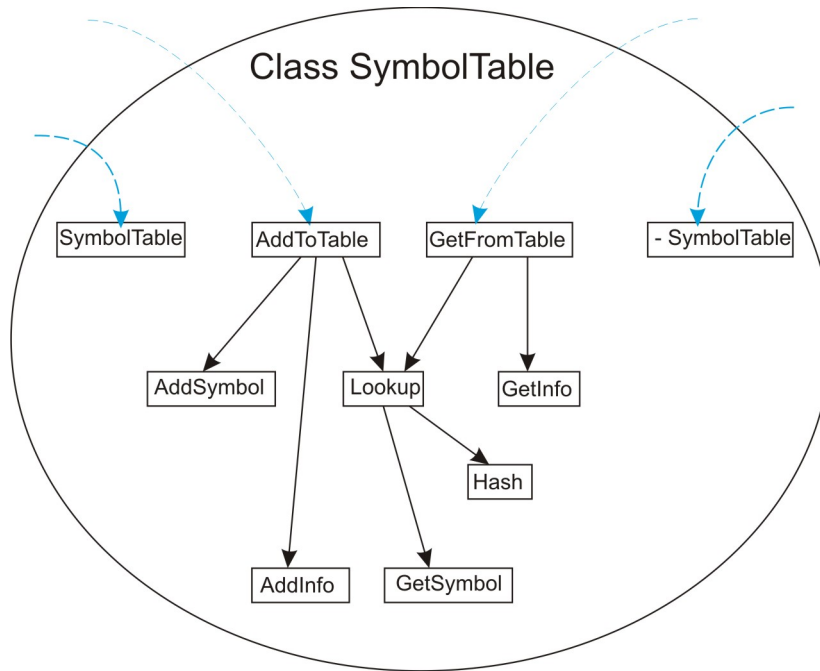 Class SymbolTable
SymbolTable
AddToTable
GetFromTable
- SymbolTable
AddSymbol
Lookup
GetInfo
Hash
AddInfo
GetSymbol